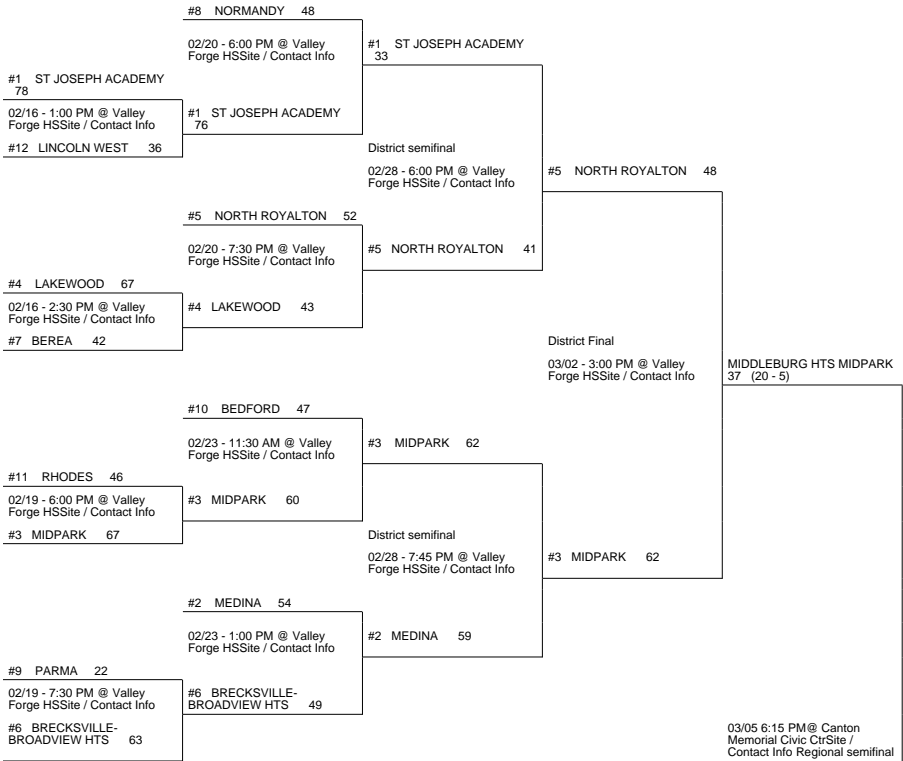 #8 NORMANDY 48
02/20 - 6:00 PM @ Valley
Forge HSSite / Contact Info
#1 ST JOSEPH ACADEMY
33
#1 ST JOSEPH ACADEMY
78
02/16 - 1:00 PM @ Valley
Forge HSSite / Contact Info
#1 ST JOSEPH ACADEMY
76
#12 LINCOLN WEST 36
District semifinal
02/28 - 6:00 PM @ Valley
Forge HSSite / Contact Info
#5 NORTH ROYALTON 48
#5 NORTH ROYALTON 52
02/20 - 7:30 PM @ Valley
Forge HSSite / Contact Info
#5 NORTH ROYALTON 41
#4 LAKEWOOD 67
02/16 - 2:30 PM @ Valley
Forge HSSite / Contact Info
#4 LAKEWOOD 43
#7 BEREA 42
District Final
03/02 - 3:00 PM @ Valley
Forge HSSite / Contact Info
MIDDLEBURG HTS MIDPARK
37 (20 - 5)
#10 BEDFORD 47
02/23 - 11:30 AM @ Valley
Forge HSSite / Contact Info
#3 MIDPARK 62
#11 RHODES 46
02/19 - 6:00 PM @ Valley
Forge HSSite / Contact Info
#3 MIDPARK 60
#3 MIDPARK 67
District semifinal
02/28 - 7:45 PM @ Valley
Forge HSSite / Contact Info
#3 MIDPARK 62
#2 MEDINA 54
02/23 - 1:00 PM @ Valley
Forge HSSite / Contact Info
#2 MEDINA 59
#9 PARMA 22
02/19 - 7:30 PM @ Valley
Forge HSSite / Contact Info
#6 BRECKSVILLE-
BROADVIEW HTS 49
#6 BRECKSVILLE-
BROADVIEW HTS 63
03/05 6:15 PM@ Canton
Memorial Civic CtrSite /
Contact Info Regional semifinal